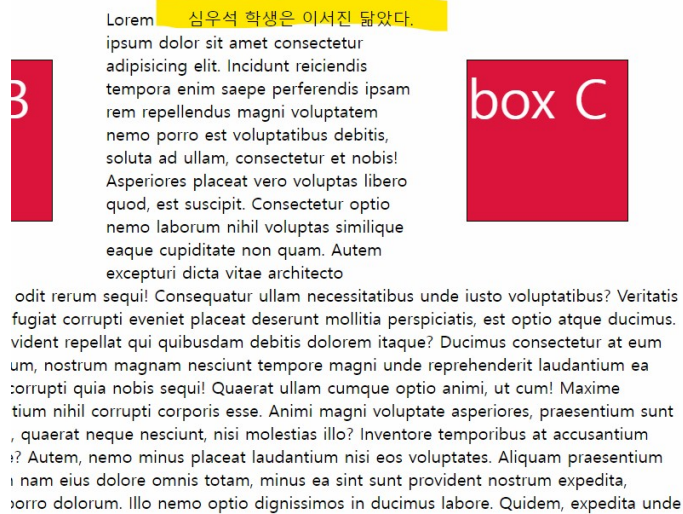 Lorem 심우석 학생은 이서진 닮았다.
ipsum dolor sit amet consectetur
adipisicing elit. Incidunt reiciendis
tempora enim saepe perferendis ipsam
rem repellendus magni voluptatem
nemo porro est voluptatibus debitis,
soluta ad ullam, consectetur et nobis!
Asperiores placeat vero voluptas libero
quod, est suscipit. Consectetur optio
nemo laborum nihil voluptas similique
eaque cupiditate non quam. Autem
excepturi dicta vitae architecto
B
box C
odit rerum sequi! Consequatur ullam necessitatibus unde iusto voluptatibus? Veritatis
fugiat corrupti eveniet placeat deserunt mollitia perspiciatis, est optio atque ducimus.
vident repellat qui quibusdam debitis dolorem itaque? Ducimus consectetur at eum
um, nostrum magnam nesciunt tempore magni unde reprehenderit laudantium ea
corrupti quia nobis sequi! Quaerat ullam cumque optio animi, ut cum! Maxime
tium nihil corrupti corporis esse. Animi magni voluptate asperiores, praesentium sunt
, quaerat neque nesciunt, nisi molestias illo? Inventore temporibus at accusantium
? Autem, nemo minus placeat laudantium nisi eos voluptates. Aliquam praesentium
nam eius dolore omnis totam, minus ea sint sunt provident nostrum expedita,
porro dolorum. Illo nemo optio dignissimos in ducimus labore. Quidem, expedita unde